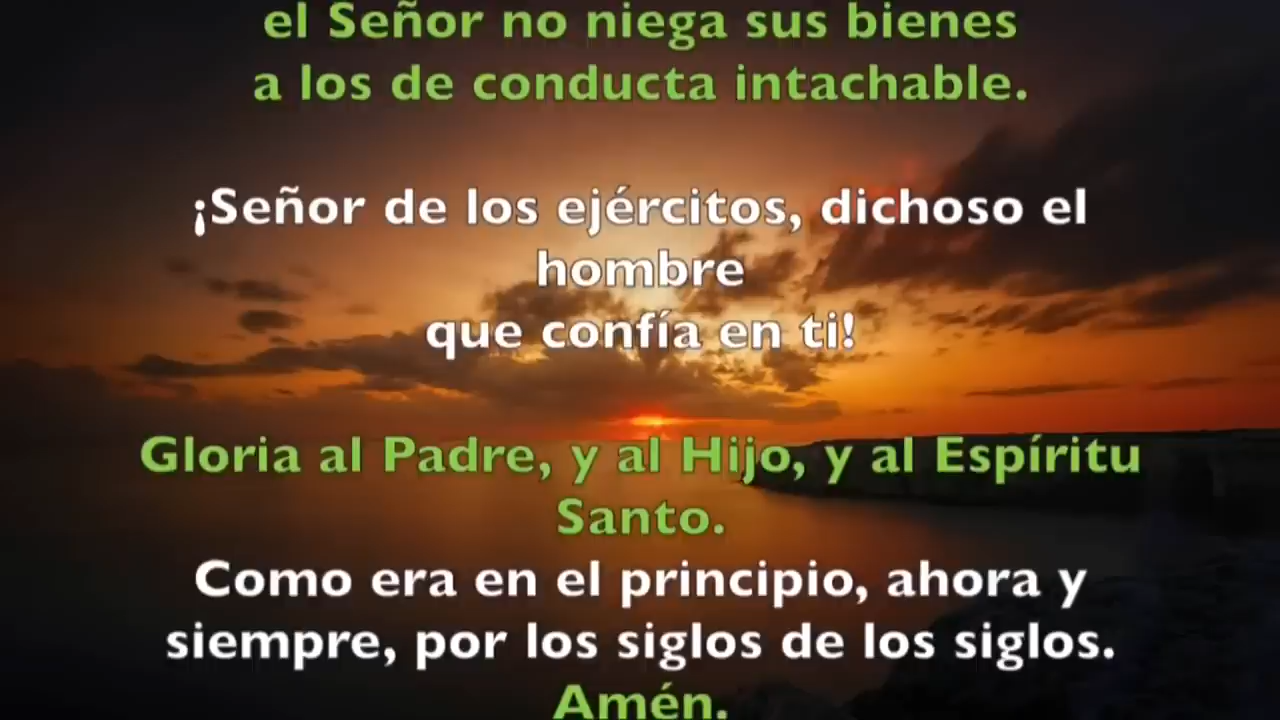 el Señor no niega sus bienes
a los de conducta intachable.
¡Señor de los ejércitos, dichoso el
hombre
que confía en ti!
Gloria al Padre, y al Hijo, y al Espíritu
Santo.
Como era en el principio, ahora y
siempre, por los siglos de los siglos.
Amén.